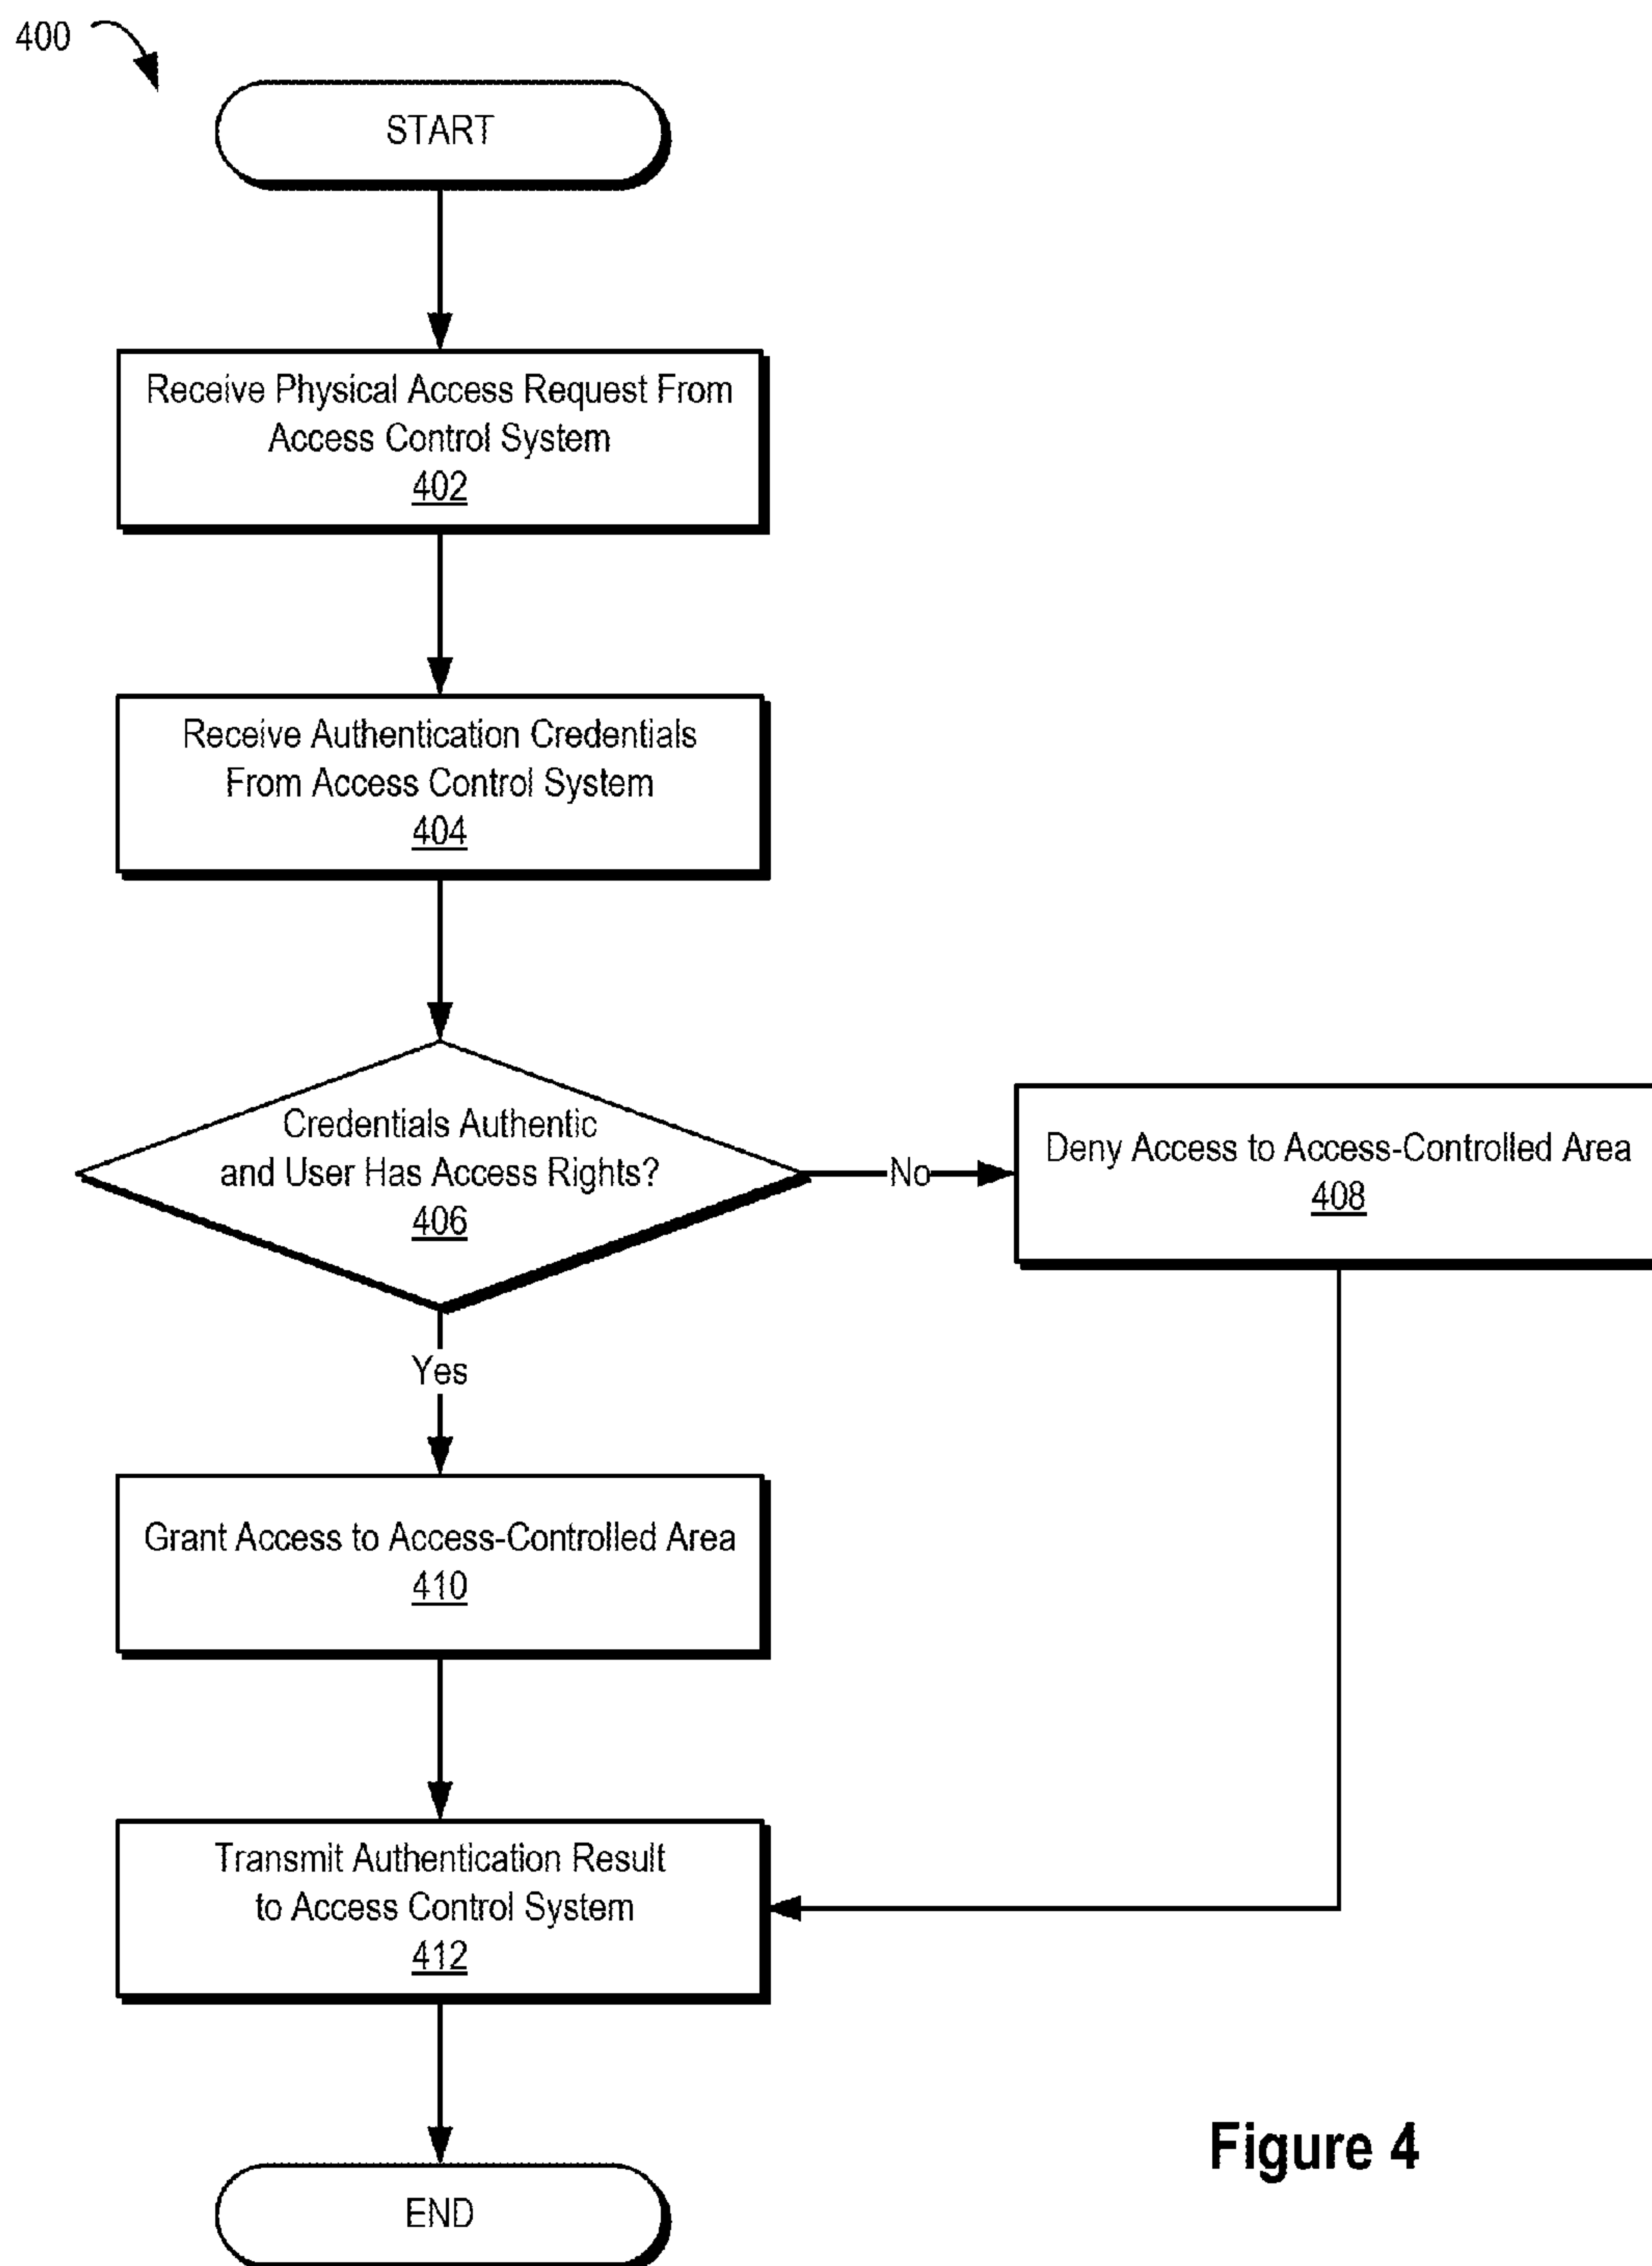 400
START
Receive Physical Access Request From
Access Control System
402
Receive Authentication Credentials
From Access Control System
404
Credentials Authentic
and User Has Access Rights?
406
No
Deny Access to Access-Controlled Area
408
Yes
Grant Access to Access-Controlled Area
410
Transmit Authentication Result
to Access Control System
412
END
Figure 4